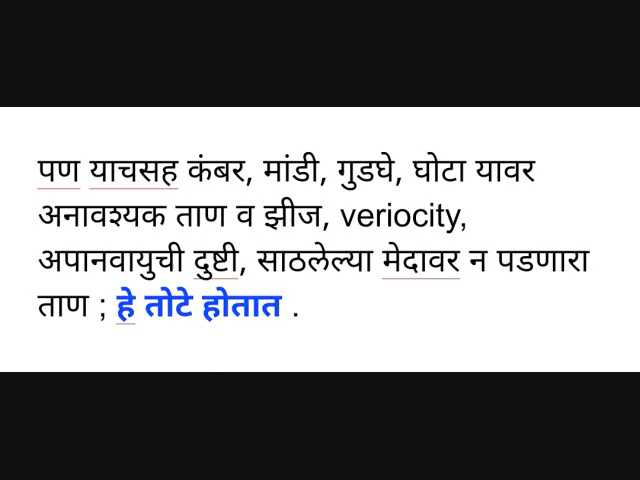 पण याचसह कंबर, मांडी, गुडघे, घोटा यावर
अनावश्यक ताण व झीज, veriocity,
अपानवायुची दुष्टी, साठलेल्या मेदावर न पडणारा
ताण ; हे तोटे होतात .